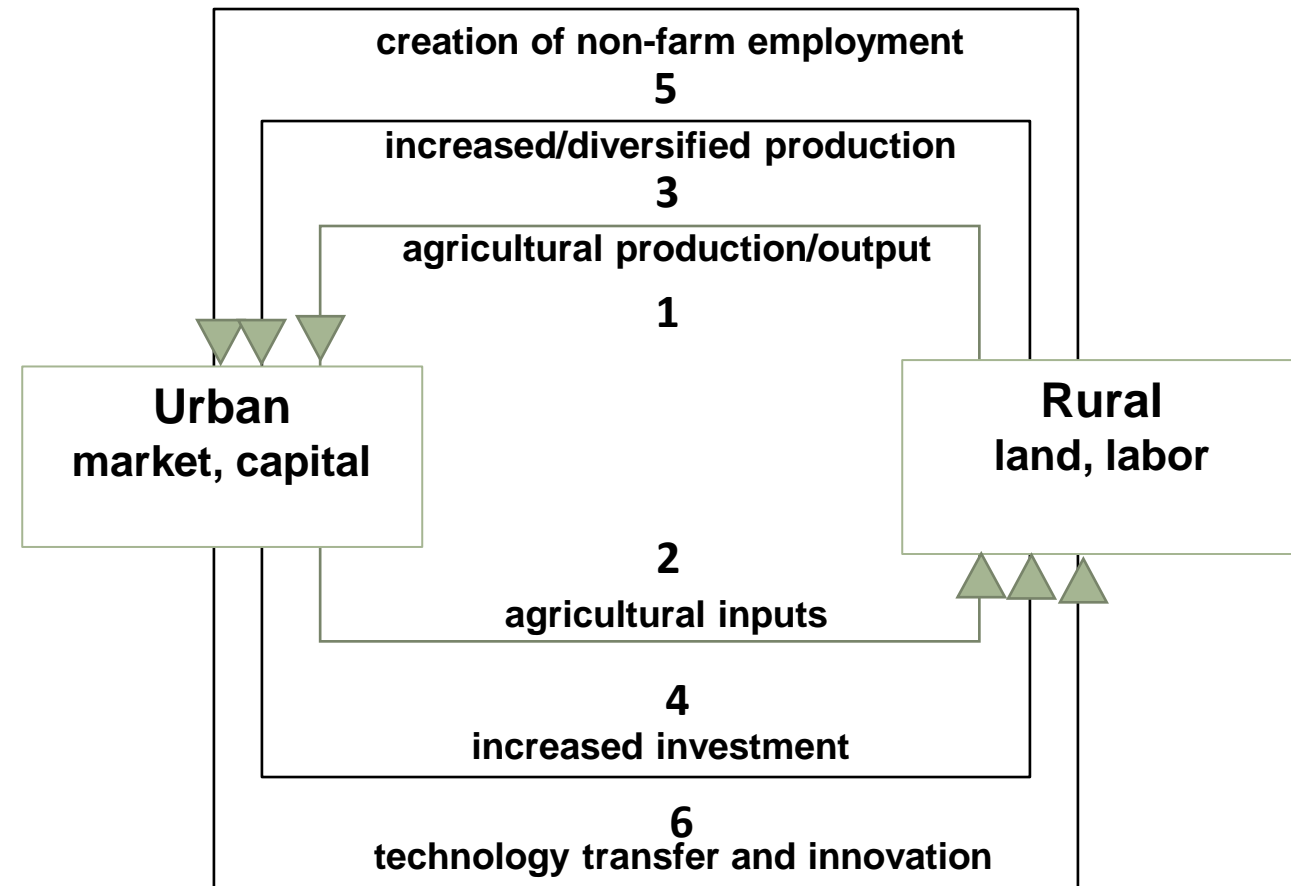 creation of non-farm employment
5
increased/diversified production
3
agricultural production/output
1
Urban
market, capital
Rural
land, labor
2
agricultural inputs
4
increased investment
6
technology transfer and innovation